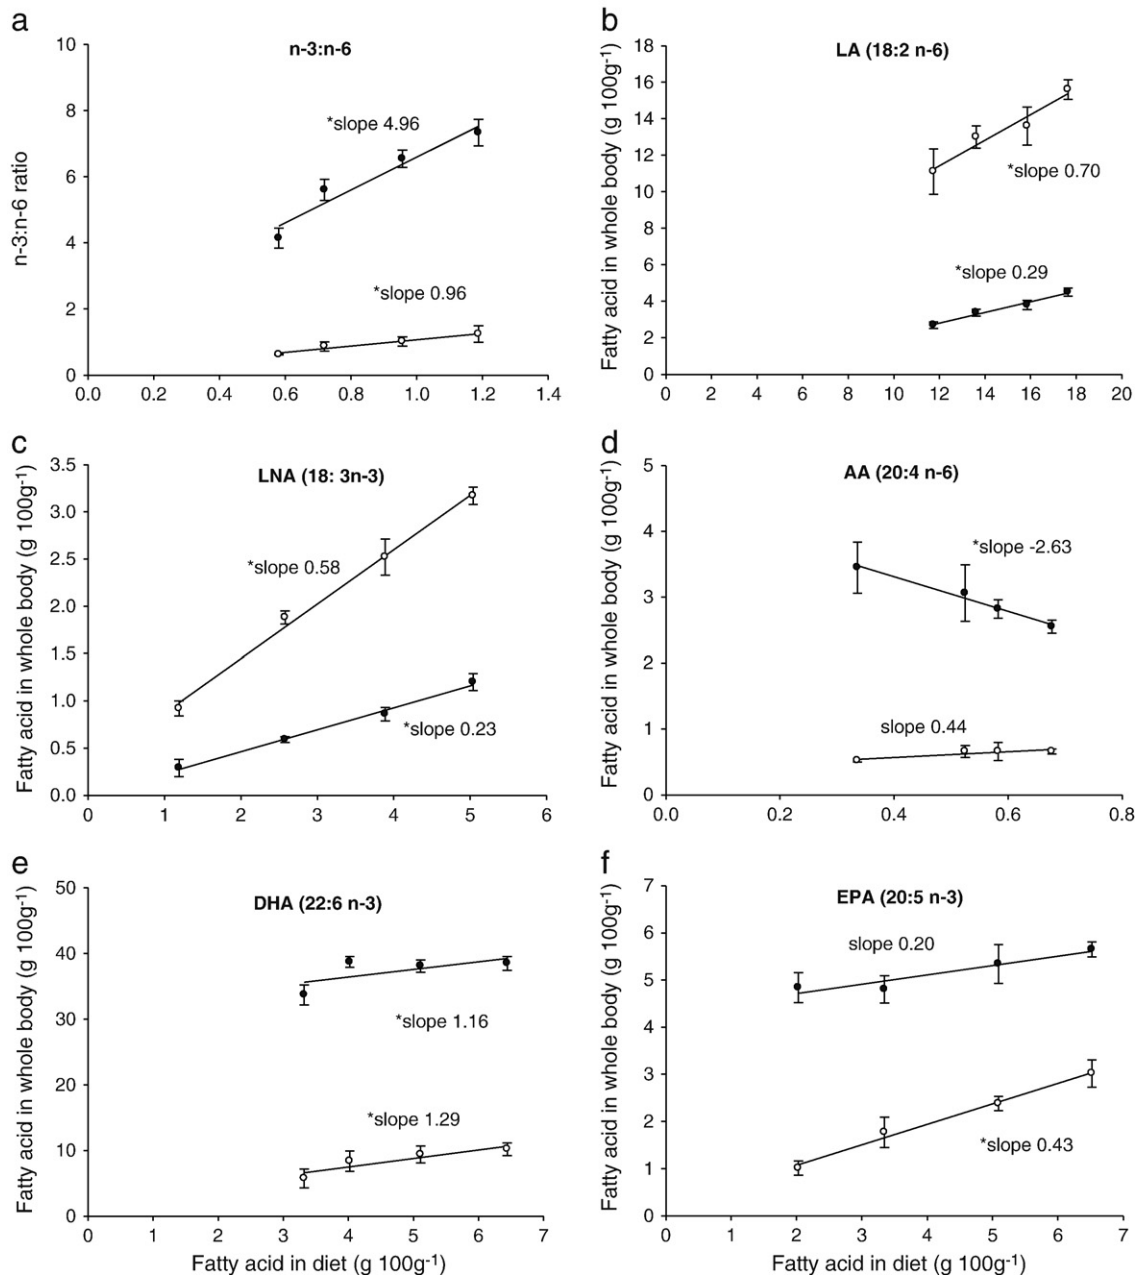 a
n-3:n-6
n-3:n-6 ratio
10
8
6
4
2
0
*slope 4.96
*slope 0.96
0.0 0.2 0.4 0.6 0.8 1.0 1.2 1.4
b
LA (18:2 n-6)
Fatty acid in whole body (g 100g-1)
18
16
14
12
10
8
6
4
2
0
*slope 0.70
*slope 0.29
0 2 4 6 8 10 12 14 16 18 20
c
LNA (18: 3n-3)
Fatty acid in whole body (g 100g-1)
3.5
3.0
2.5
2.0
1.5
1.0
0.5
0.0
*slope 0.58
*slope 0.23
0 1 2 3 4 5 6
d
AA (20:4 n-6)
Fatty acid in whole body (g 100g-1)
5
4
3
2
1
0
*slope -2.63
slope 0.44
0.0 0.2 0.4 0.6 0.8
e
DHA (22:6 n-3)
Fatty acid in whole body (g 100g-1)
50
40
30
20
10
0
*slope 1.16
*slope 1.29
0 1 2 3 4 5 6 7
Fatty acid in diet (g 100g-1)
f
EPA (20:5 n-3)
Fatty acid in whole body (g 100g-1)
7
6
5
4
3
2
1
0
slope 0.20
*slope 0.43
0 1 2 3 4 5 6 7
Fatty acid in diet (g 100g-1)